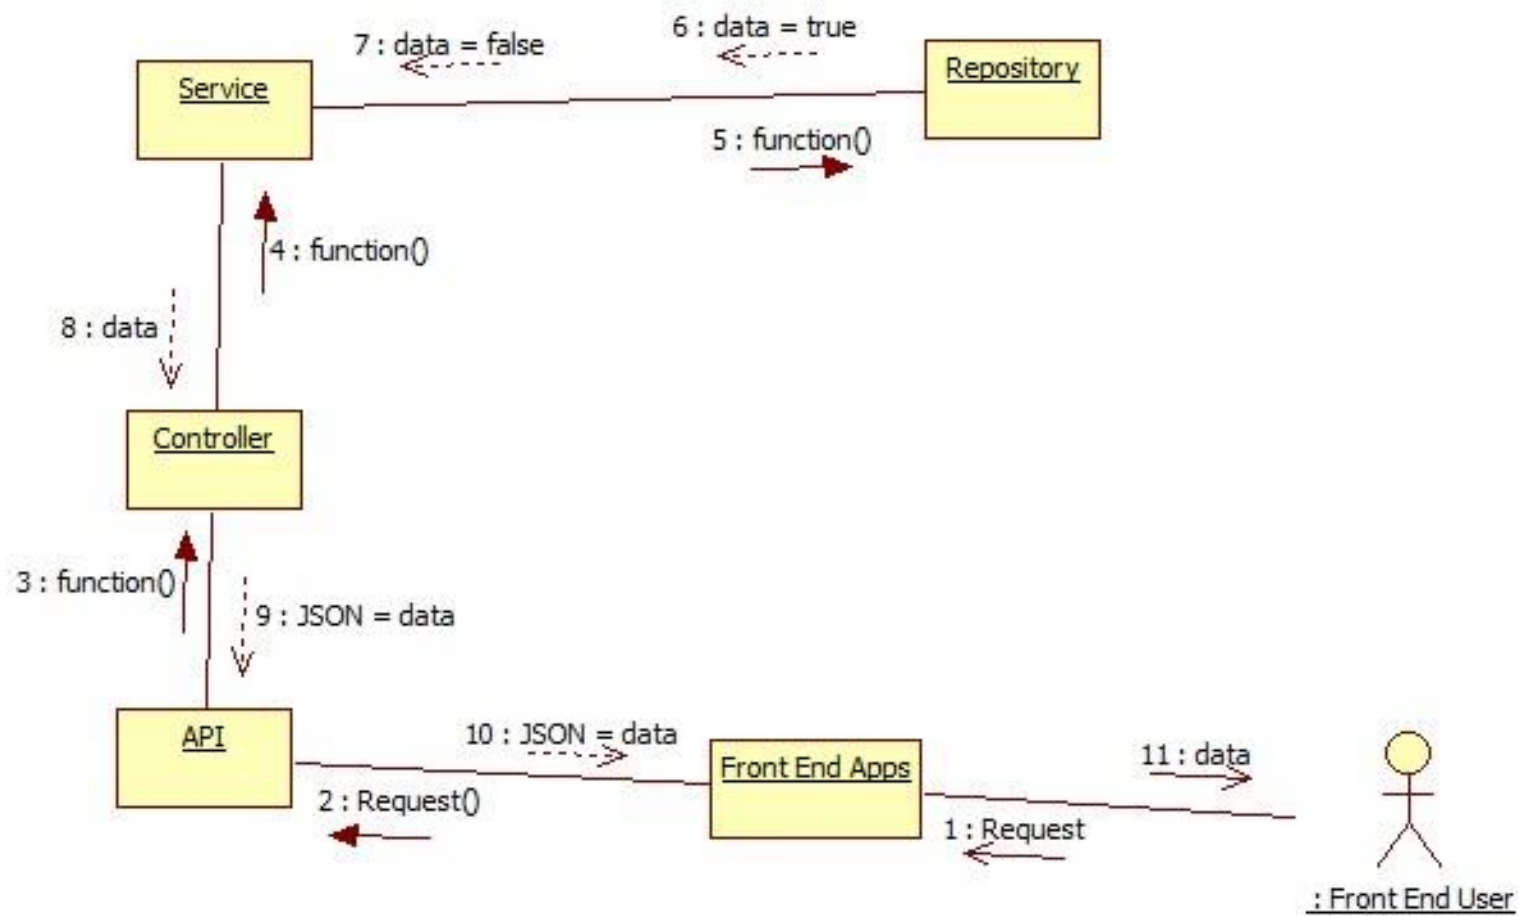 7 : data = false
6 : data = true
Service
Repository
5 : function()
4 : function()
8 : data
Controller
3 : function()
9 : JSON = data
API
10 : JSON = data
Front End Apps
11 : data
2 : Request()
1 : Request
: Front End User